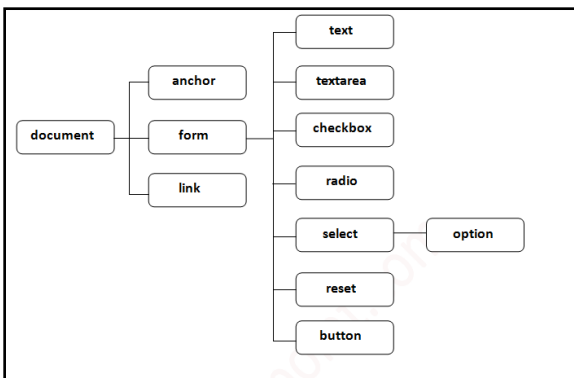 text
anchor
textarea
document
form
checkbox
link
radio
select
option
reset
button